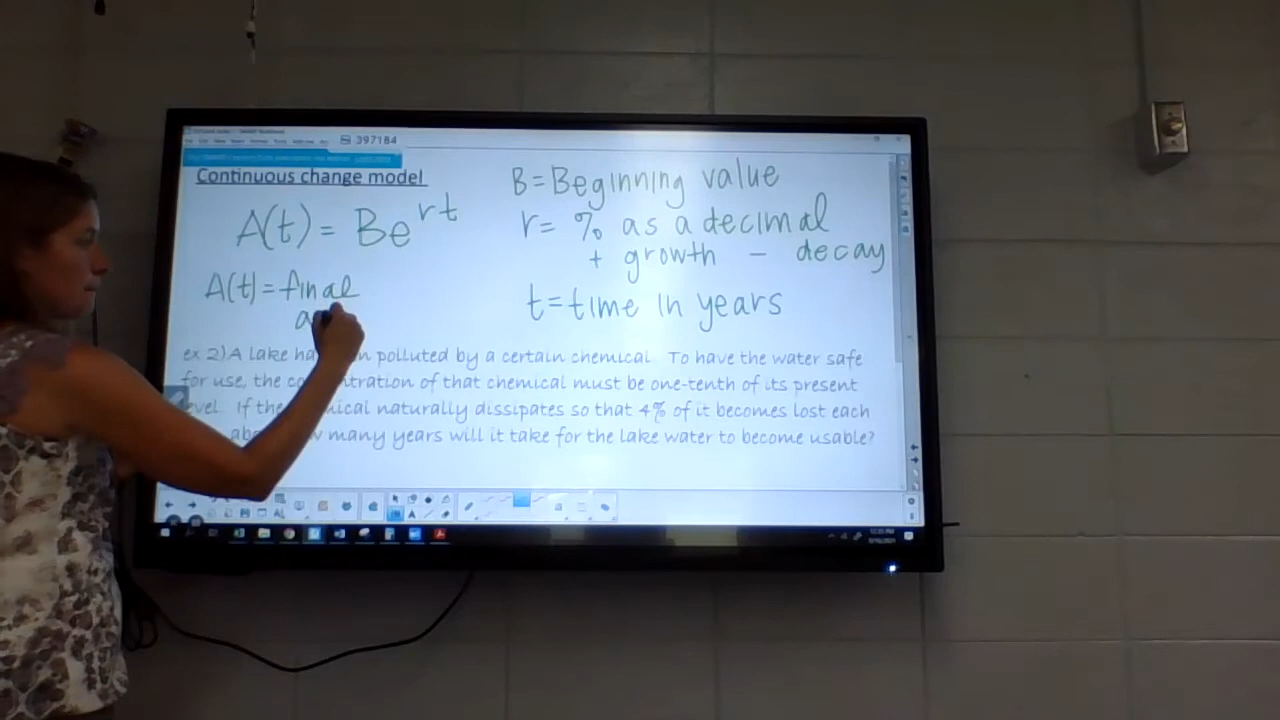 397184
Continuous change model
A(t) = Be^rt
A(t) = final
a
B = Beginning value
r = % as a decimal
+ growth - decay
t = time in years
ex 2) A lake ha n polluted by a certain chemical To have the water safe
for use, the co ntration of that chemical must be one-tenth of its present
evel. If the mical naturally dissipates so that 4% of it becomes lost each
ab w many years will it take for the lake water to become usable?